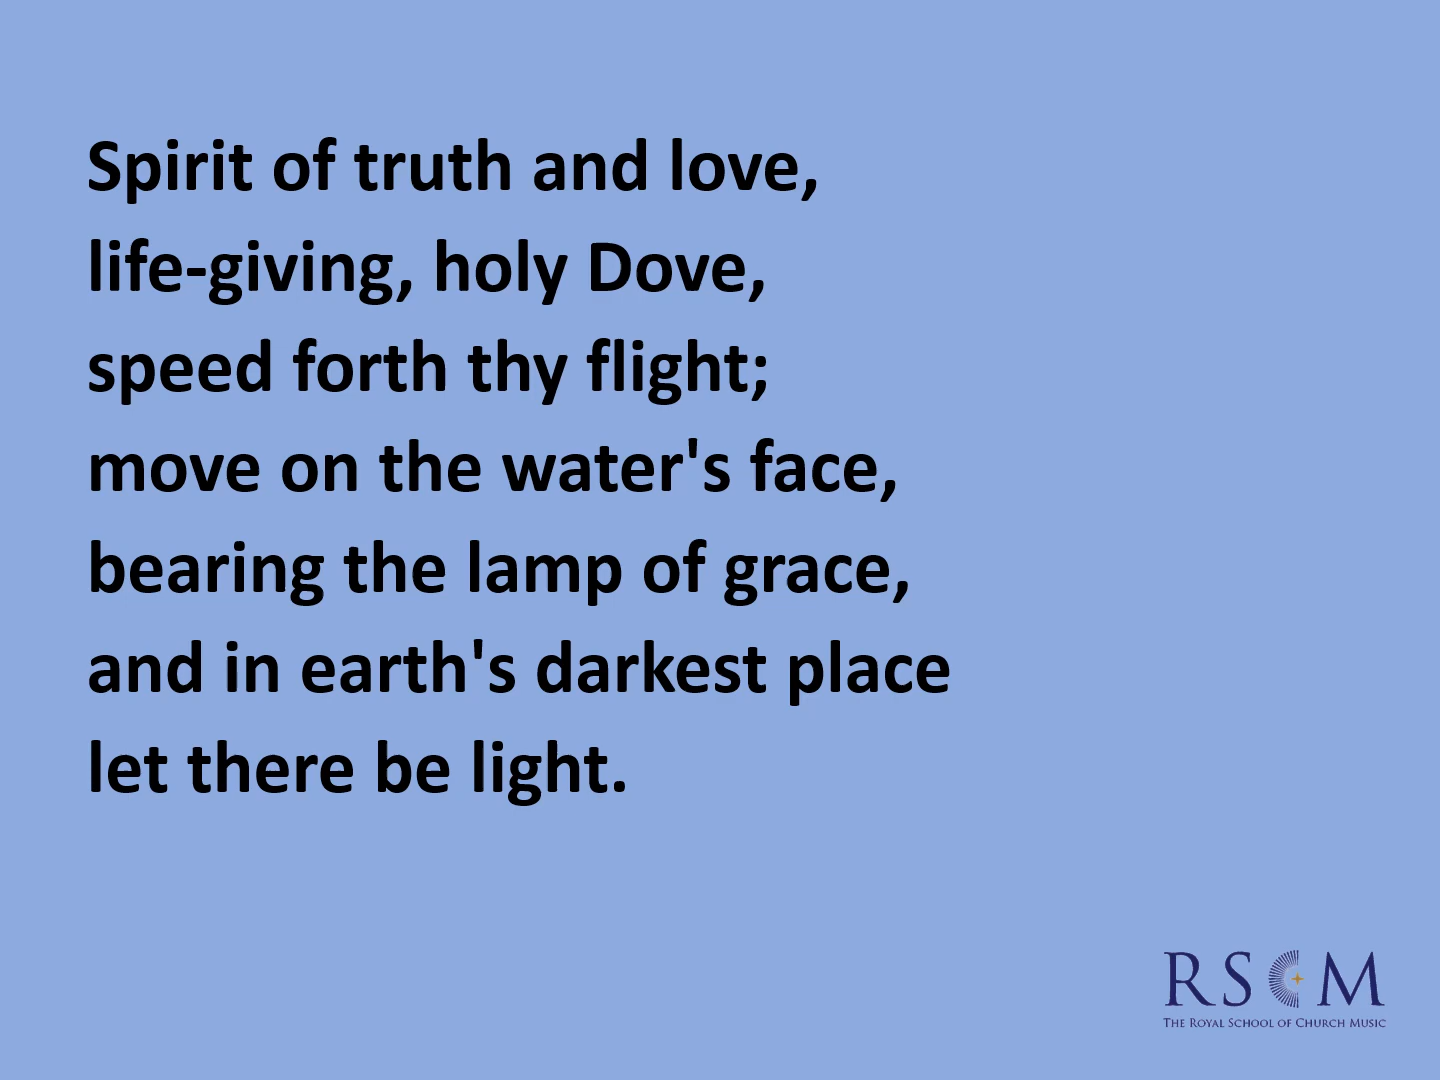 Spirit of truth and love,
life-giving, holy Dove,
speed forth thy flight;
move on the water's face,
bearing the lamp of grace,
and in earth's darkest place
let there be light.
RSCM
The Royal School of Church Music